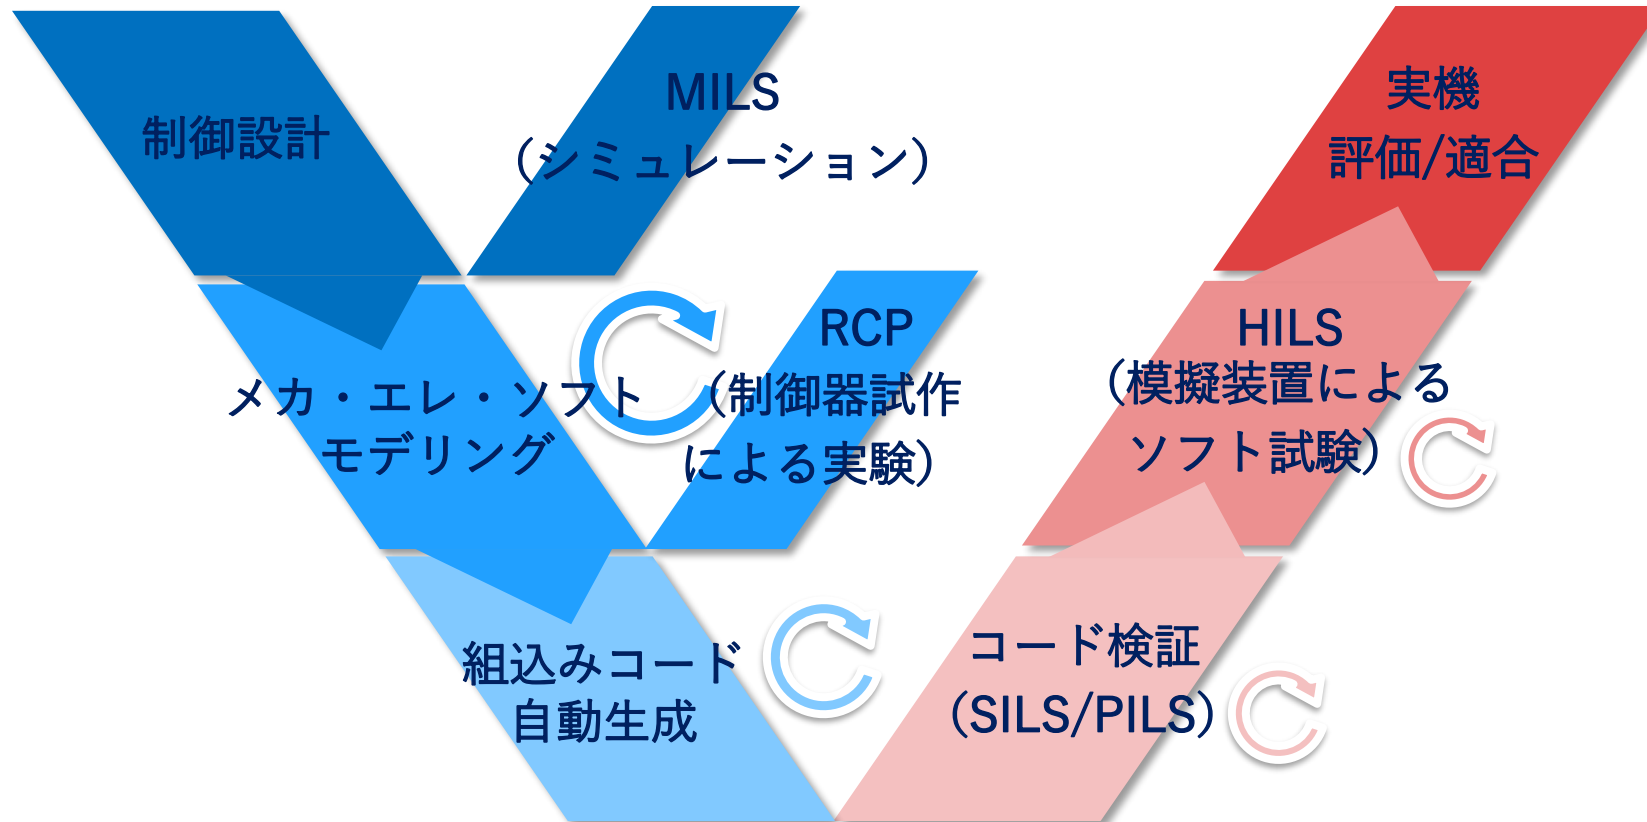 制御設計
MILS
（シミュレーション）
メカ・エレ・ソフト
モデリング
RCP
（制御器試作
による実験）
組込みコード
自動生成
コード検証
（SILS/PILS）
HILS
（模擬装置による
ソフト試験）
実機
評価/適合